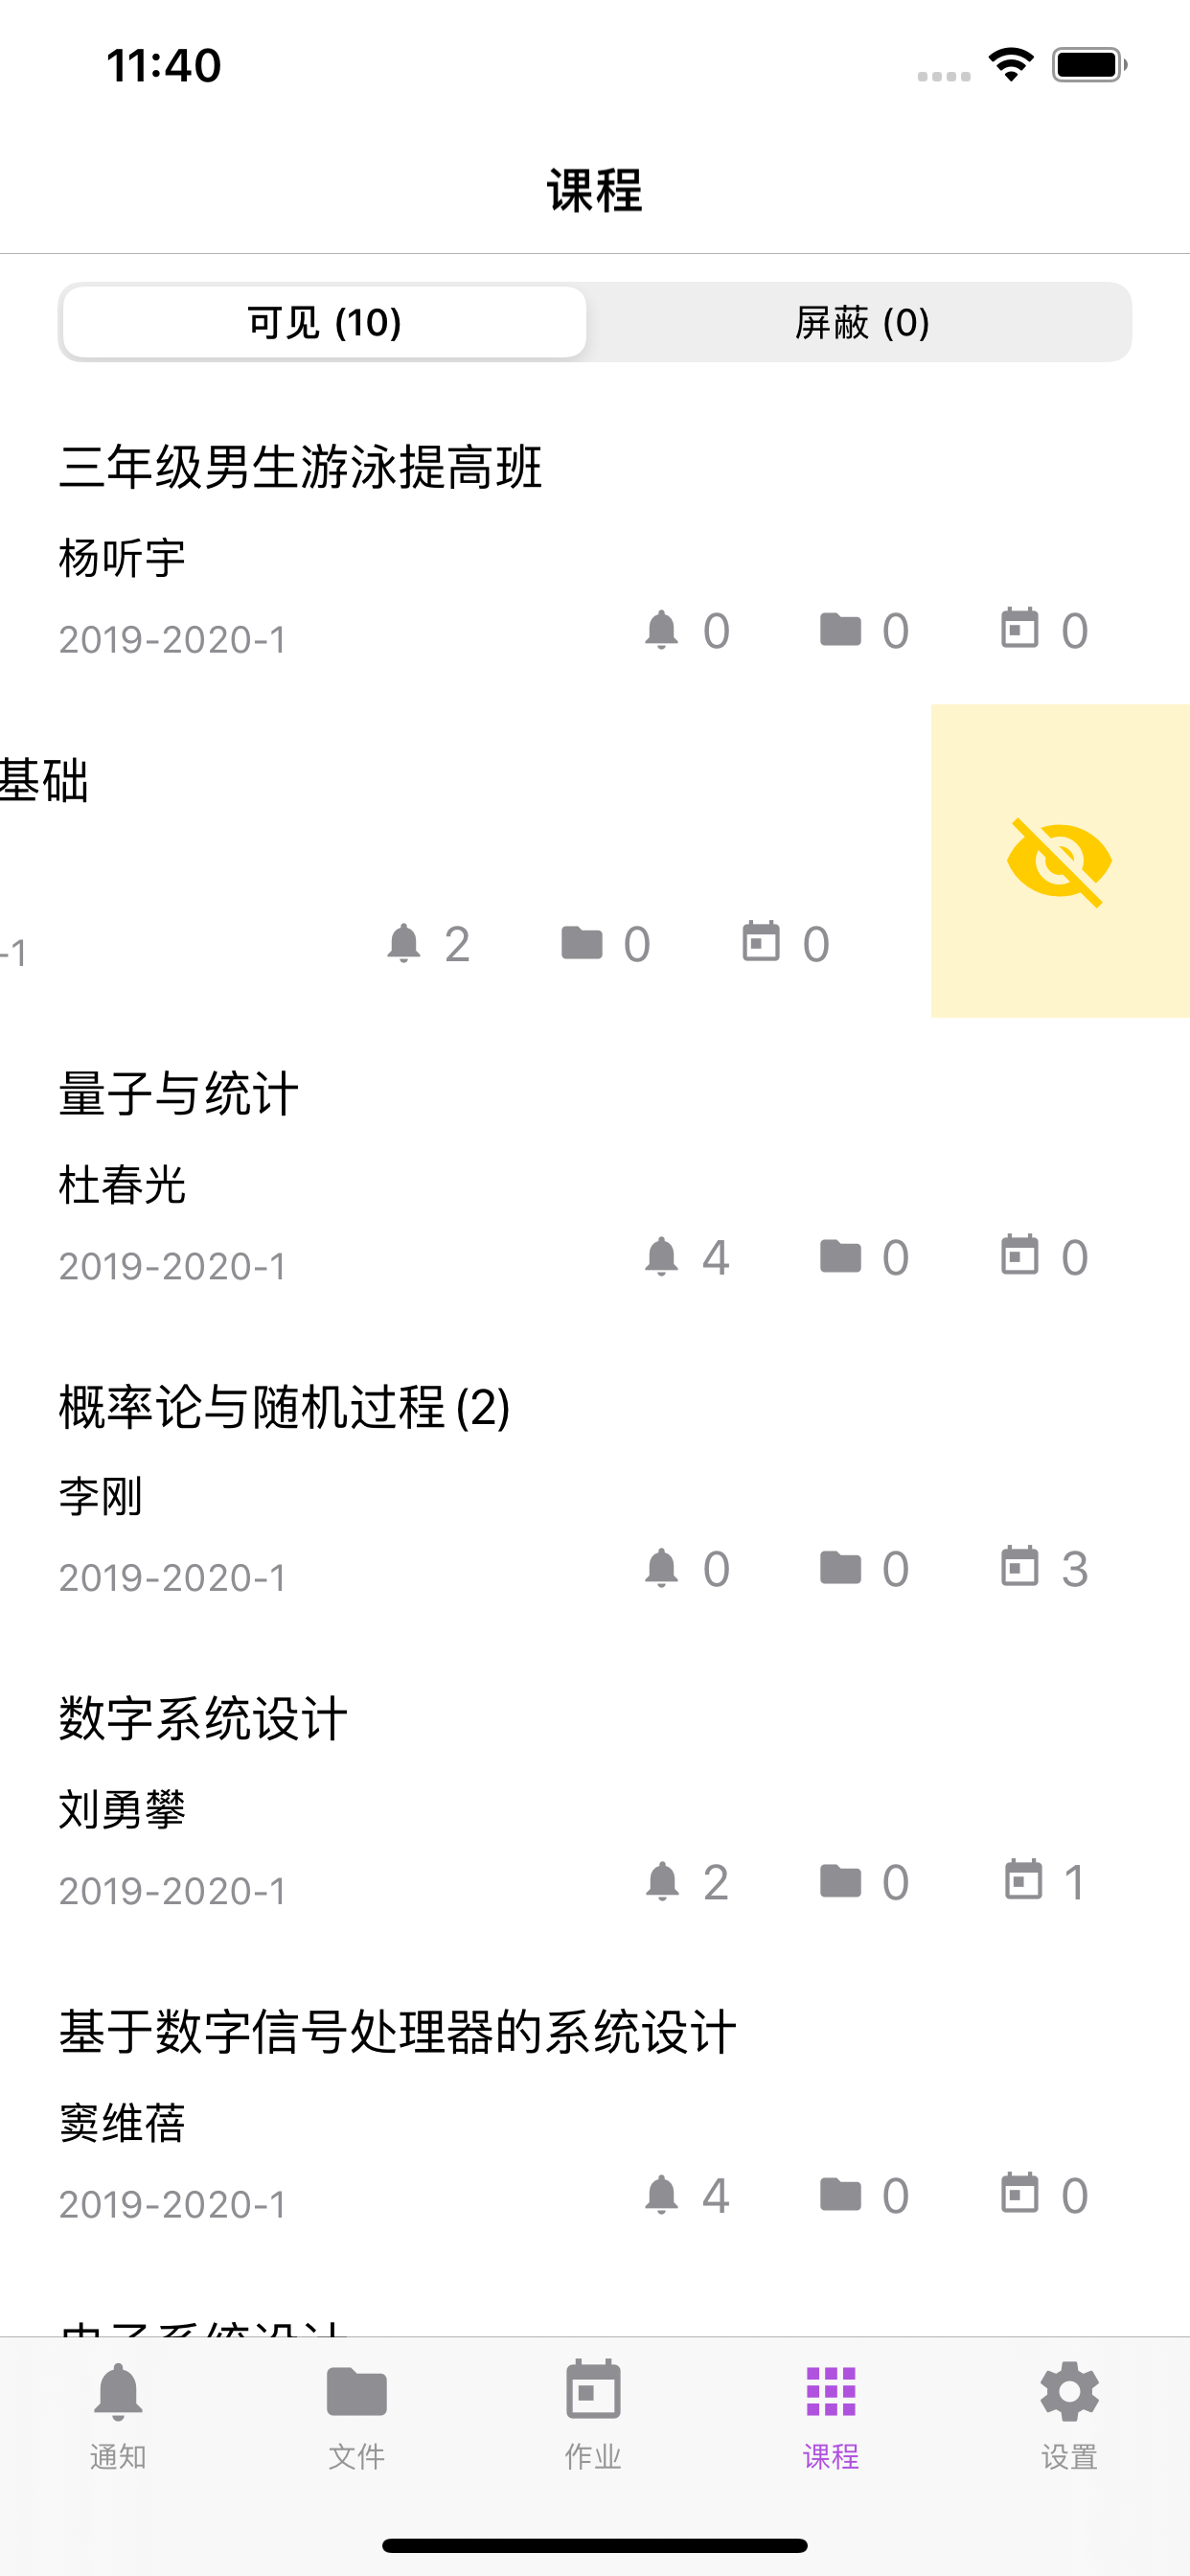 11:40
课程
可见 (10)
屏蔽 (0)
三年级男生游泳提高班
杨听宇
2019-2020-1
0
0
0
基础
-1
2
0
0
量子与统计
杜春光
2019-2020-1
4
0
0
概率论与随机过程(2)
李刚
2019-2020-1
0
0
3
数字系统设计
刘勇攀
2019-2020-1
2
0
1
基于数字信号处理器的系统设计
窦维蓓
2019-2020-1
4
0
0
电子系统设计
通知
文件
作业
课程
设置